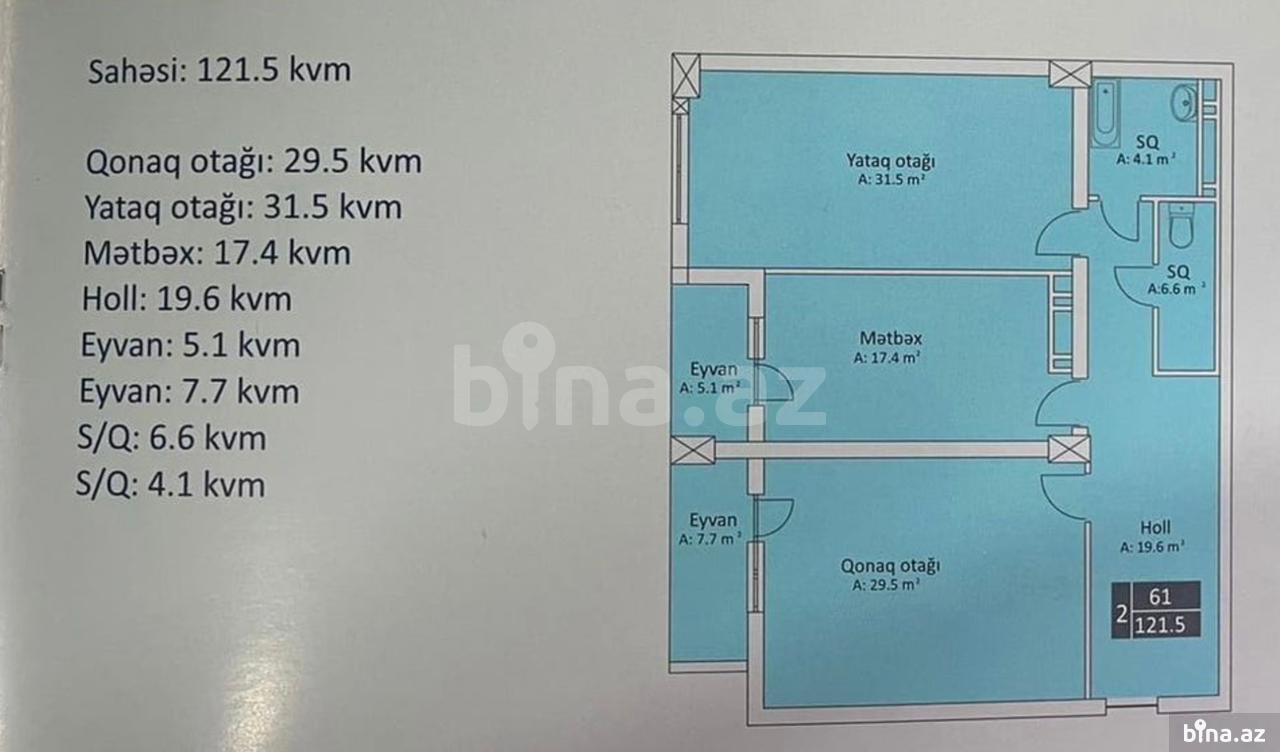 Sahəsi: 121.5 kvm
Qonaq otağı: 29.5 kvm
Yataq otağı: 31.5 kvm
Mətbəx: 17.4 kvm
Holl: 19.6 kvm
Eyvan: 5.1 kvm
Eyvan: 7.7 kvm
S/Q: 6.6 kvm
S/Q: 4.1 kvm
Yataq otağı
A: 31.5 m²
SQ
A: 4.1 m²
SQ
A:6.6 m²
Mətbəx
A: 17.4 m²
Eyvan
A: 5.1 m²
Eyvan
A: 7.7 m²
Qonaq otağı
A: 29.5 m²
Holl
A: 19.6 m²
2
61
121.5
bina.az
bina.az